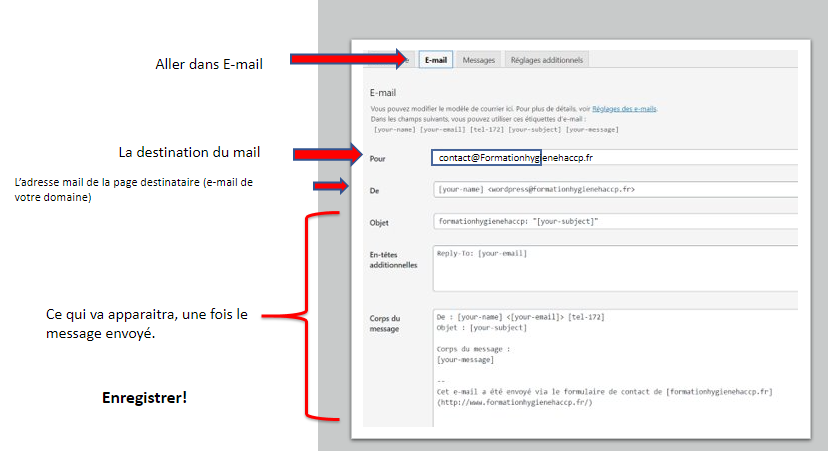 Aller dans E-mail
La destination du mail
L'adresse mail de la page destinataire (e-mail de
votre domaine)
Ce qui va apparaitra, une fois le
message envoyé.
Enregistrer!
E-mail
Messages
Réglages additionnels
E-mail
Vous pouvez modifier le modèle de courrier ici. Pour plus de détails, voir Réglages des e-mails.
Dans les champs suivants, vous pouvez utiliser ces étiquettes d'e-mail :
[your-name] [your-email] [tel-172] [your-subject] [your-message]
Pour
contact@Formationhygienehaccp.fr
De
[your-name] <wordpress@formationhygienehaccp.fr>
Objet
formationhygienehaccp: "[your-subject]"
En-têtes
additionnelles
Reply-To: [your-email]
Corps du
message
De : [your-name] <[your-email]> [tel-172]
Objet : [your-subject]
Corps du message :
[your-message]
--
Cet e-mail a été envoyé via le formulaire de contact de [formationhygienehaccp.fr]
(http://www.formationhygienehaccp.fr/)